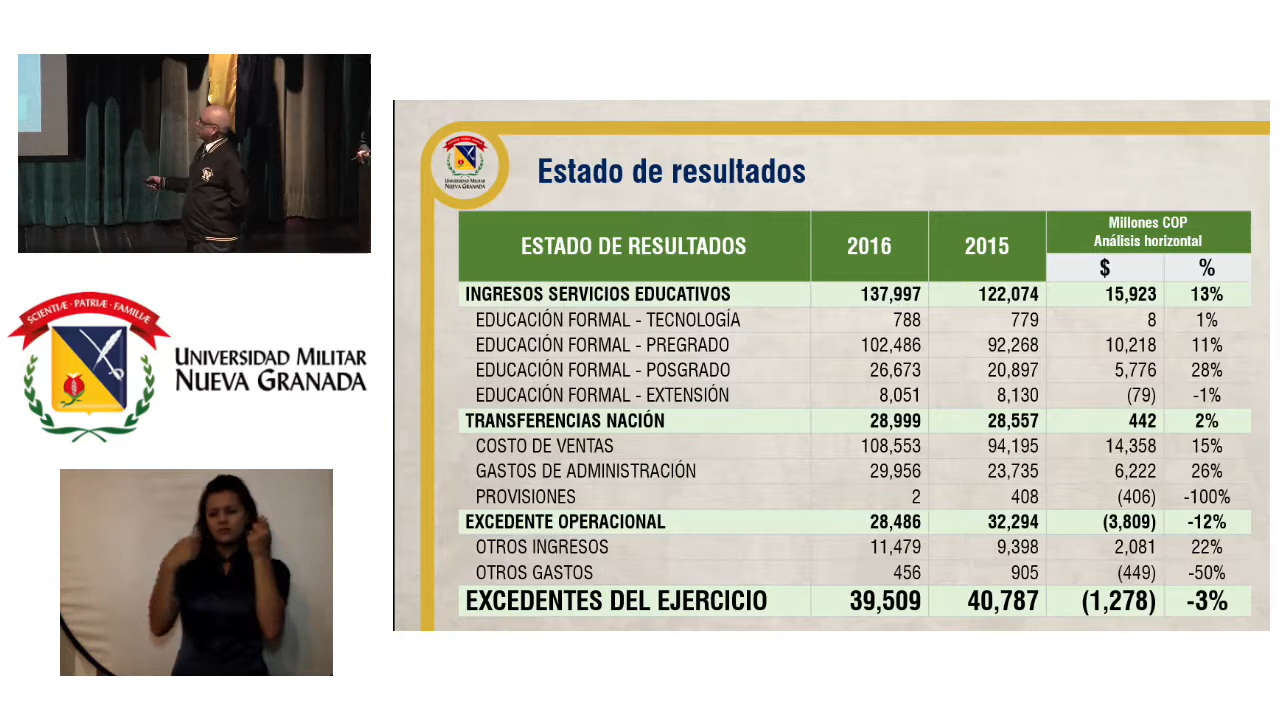 SCIENTIÆ · PATRIÆ · FAMILIÆ
UNIVERSIDAD MILITAR
NUEVA GRANADA
UNIVERSIDAD MILITAR
NUEVA GRANADA
Estado de resultados
ESTADO DE RESULTADOS 2016 2015 Millones COP
Análisis horizontal
$ %
INGRESOS SERVICIOS EDUCATIVOS 137,997 122,074 15,923 13%
EDUCACIÓN FORMAL - TECNOLOGÍA 788 779 8 1%
EDUCACIÓN FORMAL - PREGRADO 102,486 92,268 10,218 11%
EDUCACIÓN FORMAL - POSGRADO 26,673 20,897 5,776 28%
EDUCACIÓN FORMAL - EXTENSIÓN 8,051 8,130 (79) -1%
TRANSFERENCIAS NACIÓN 28,999 28,557 442 2%
COSTO DE VENTAS 108,553 94,195 14,358 15%
GASTOS DE ADMINISTRACIÓN 29,956 23,735 6,222 26%
PROVISIONES 2 408 (406) -100%
EXCEDENTE OPERACIONAL 28,486 32,294 (3,809) -12%
OTROS INGRESOS 11,479 9,398 2,081 22%
OTROS GASTOS 456 905 (449) -50%
EXCEDENTES DEL EJERCICIO 39,509 40,787 (1,278) -3%